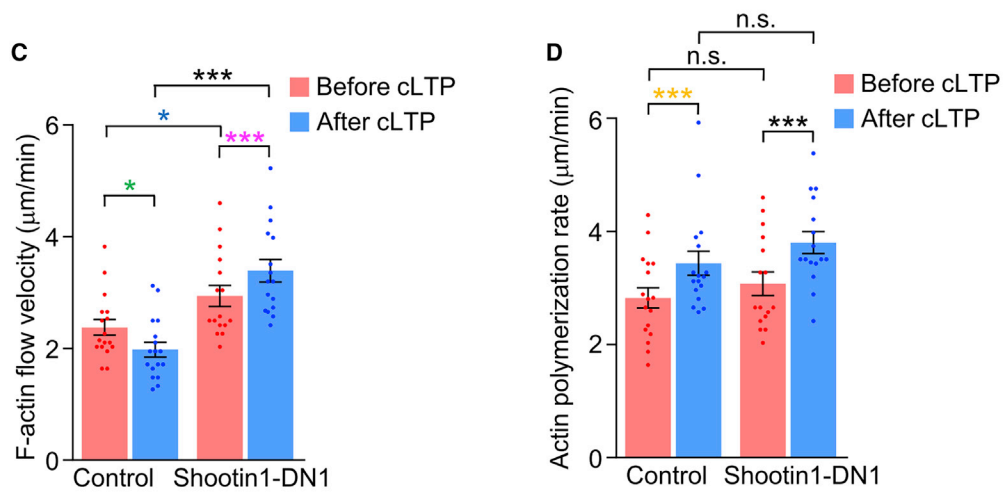 C
***
Before cLTP
After cLTP
*
***
*
F-actin flow velocity (μm/min)
6
4
2
0
Control
Shootin1-DN1
D
n.s.
n.s.
Before cLTP
After cLTP
***
***
Actin polymerization rate (μm/min)
6
4
2
0
Control
Shootin1-DN1